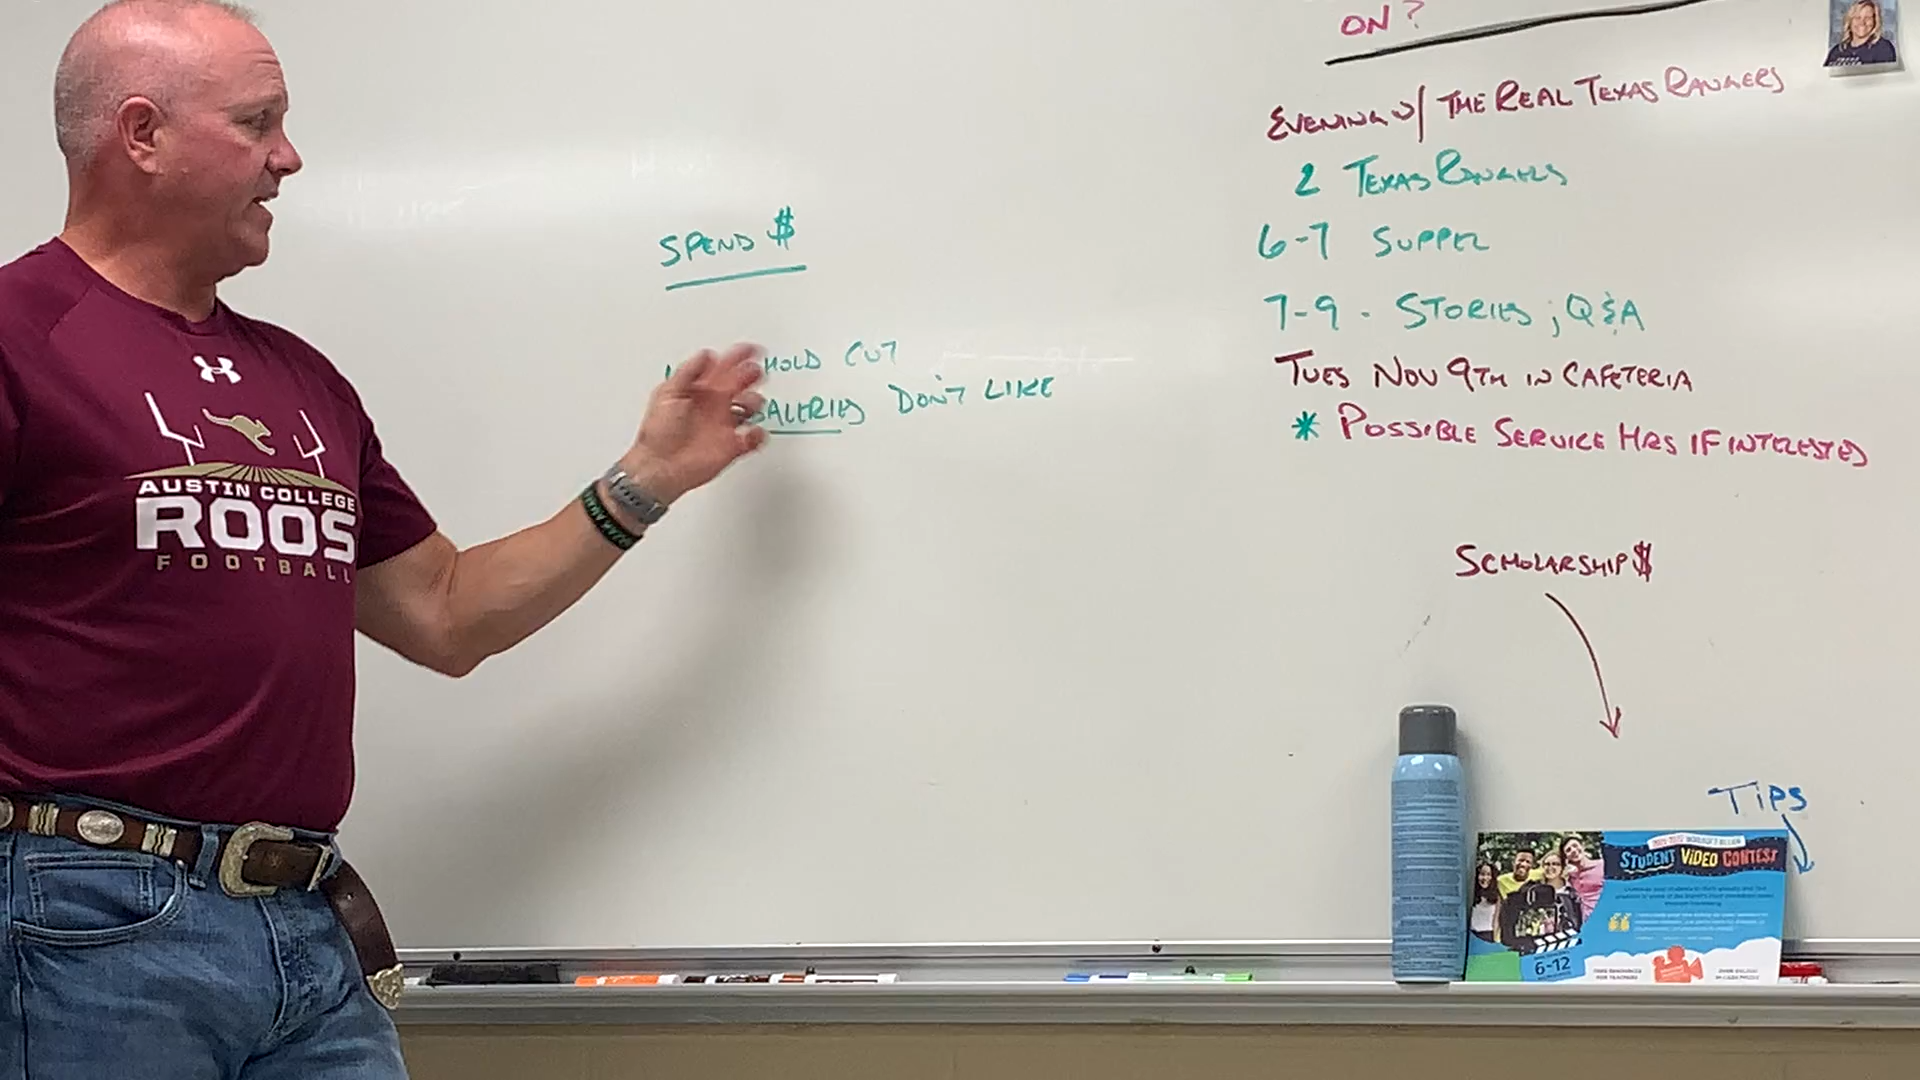 ON?
EVENING W/ THE REAL TEXAS RANGERS
2 TEXAS RANGERS
6-7 SUPPER
7-9 - STORIES; Q&A
TUES NOV 9TH IN CAFETERIA
* POSSIBLE SERVICE HRS IF INTERESTED
SPEND $
HOLD CUT
SALERIES DON'T LIKE
SCHOLARSHIP$
TIPS
AUSTIN COLLEGE
ROOS
FOOTBALL
STUDENT VIDEO CONTEST
6-12